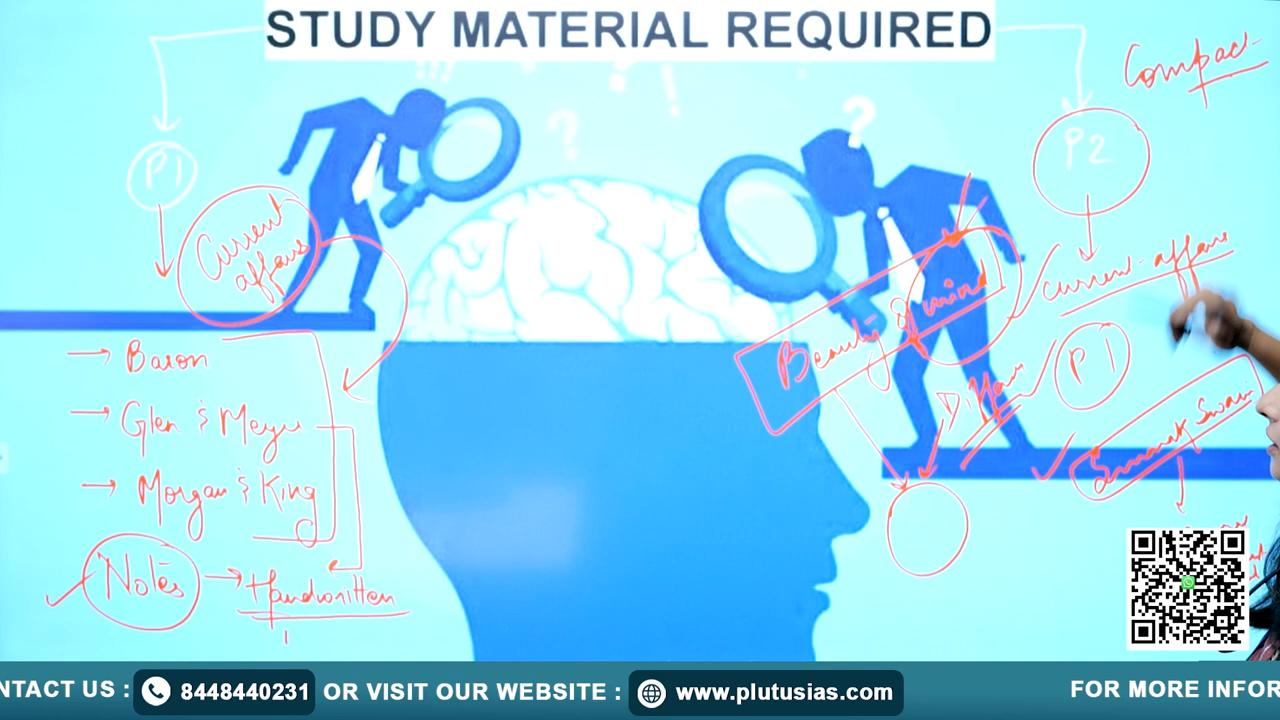 STUDY MATERIAL REQUIRED
Compact
P1
P2
Current
affairs
current-affairs
Beauty of mind
P1
→ Baron
→ Glen & Meyer
→ Morgan & King
Notes → Handwritten
NTACT US : 8448440231 OR VISIT OUR WEBSITE : www.plutusias.com
FOR MORE INFOR